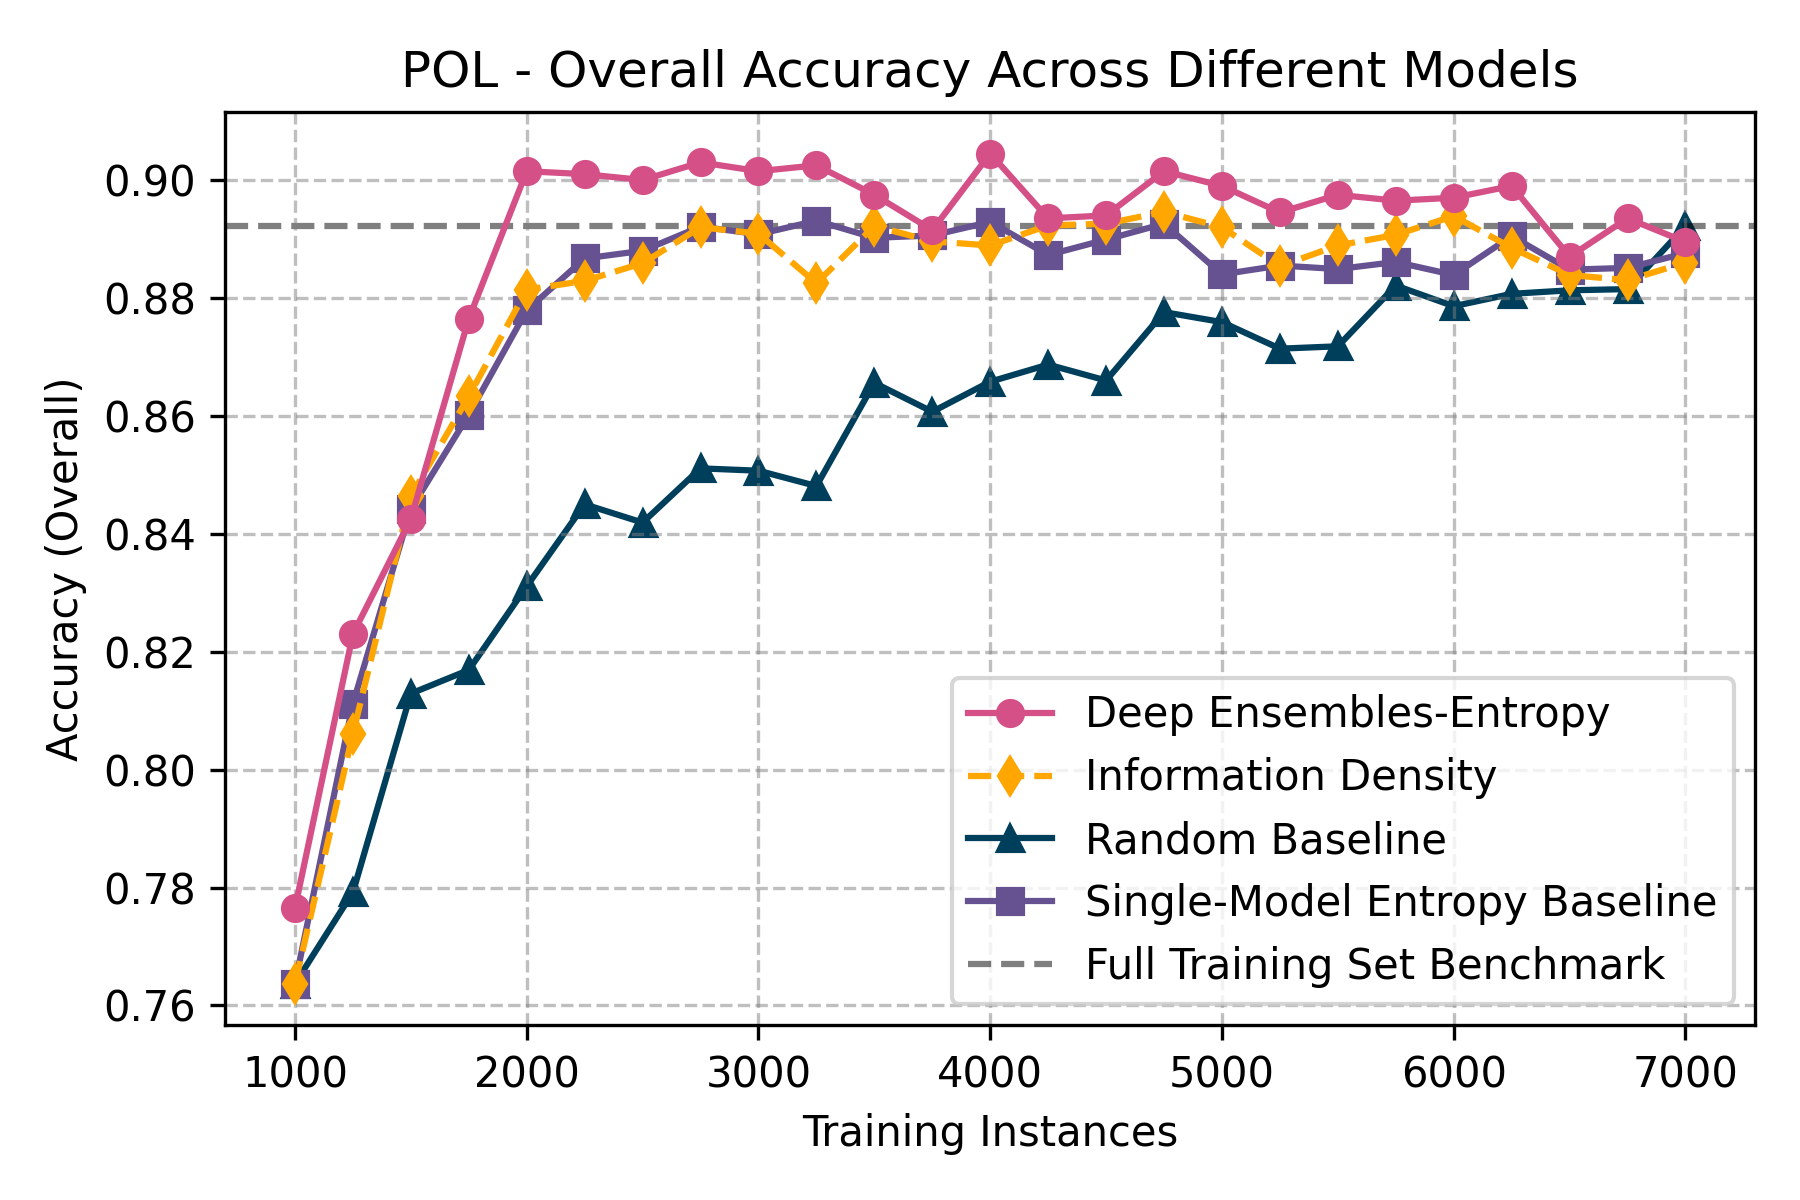 POL - Overall Accuracy Across Different Models
Accuracy (Overall)
0.90
0.88
0.86
0.84
0.82
0.80
0.78
0.76
Deep Ensembles-Entropy
Information Density
Random Baseline
Single-Model Entropy Baseline
Full Training Set Benchmark
1000 2000 3000 4000 5000 6000 7000
Training Instances